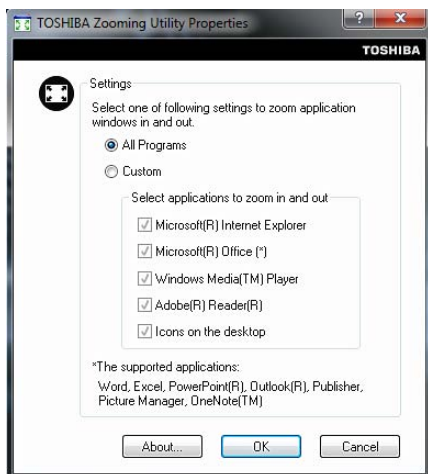 TOSHIBA Zooming Utility Properties
TOSHIBA
Settings
Select one of following settings to zoom application
windows in and out.
All Programs
Custom
Select applications to zoom in and out
Microsoft(R) Internet Explorer
Microsoft(R) Office (*)
Windows Media(TM) Player
Adobe(R) Reader(R)
Icons on the desktop
*The supported applications:
Word, Excel, PowerPoint(R), Outlook(R), Publisher,
Picture Manager, OneNote(TM)
About... OK Cancel